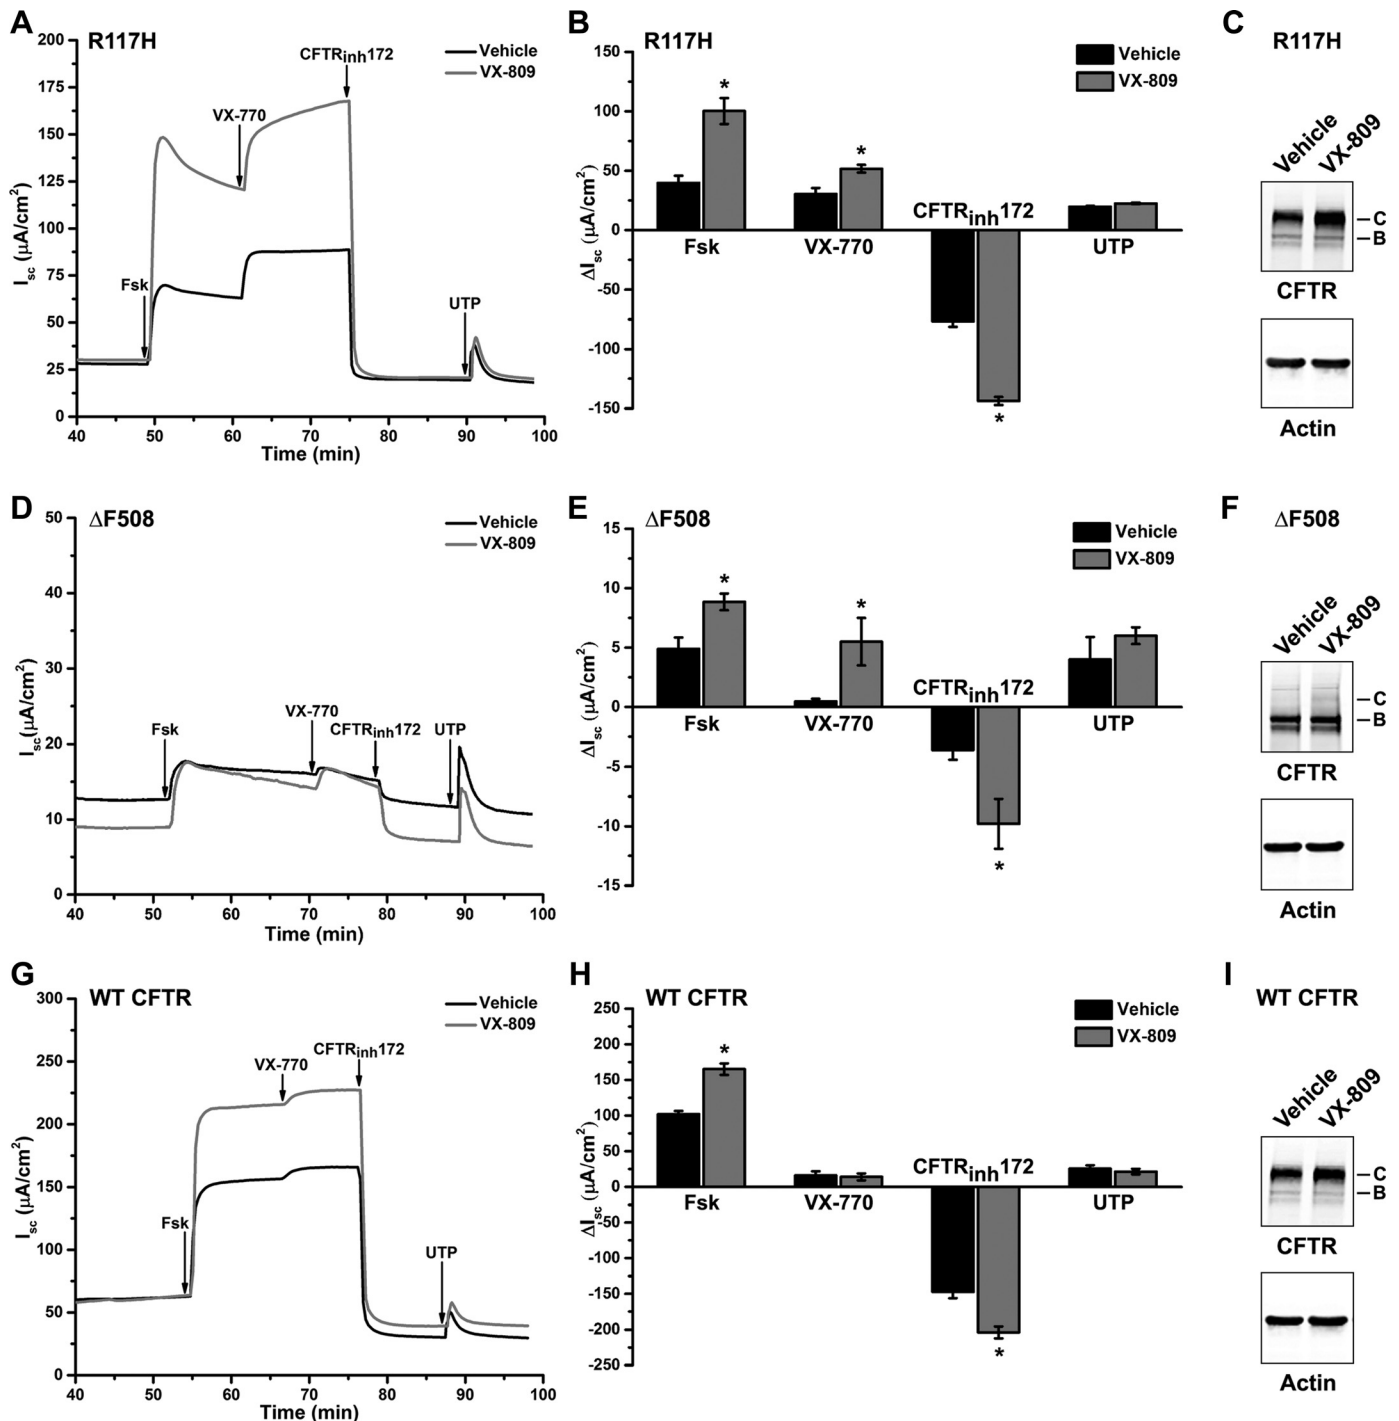 A
R117H
Vehicle
VX-809
CFTRinh172
VX-770
Fsk
UTP
200
175
150
125
100
75
50
25
0
Isc (μA/cm2)
40 50 60 70 80 90 100
Time (min)
B
R117H
Vehicle
VX-809
150
100
50
0
-50
-100
-150
ΔIsc (μA/cm2)
*
*
CFTRinh172
Fsk VX-770 UTP
*
C
R117H
Vehicle
VX-809
C
B
CFTR
Actin
D
ΔF508
Vehicle
VX-809
50
40
30
20
10
0
Isc(μA/cm2)
Fsk
VX-770
CFTRinh172
UTP
40 50 60 70 80 90 100
Time (min)
E
ΔF508
Vehicle
VX-809
15
10
5
0
-5
-10
-15
ΔIsc (μA/cm2)
*
*
CFTRinh172
Fsk VX-770 UTP
*
F
ΔF508
Vehicle
VX-809
C
B
CFTR
Actin
G
WT CFTR
Vehicle
VX-809
300
250
200
150
100
50
0
Isc (μA/cm2)
CFTRinh172
VX-770
Fsk
UTP
40 50 60 70 80 90 100
Time (min)
H
WT CFTR
Vehicle
VX-809
250
200
150
100
50
0
-50
-100
-150
-200
-250
ΔIsc (μA/cm2)
*
CFTRinh172
Fsk VX-770 UTP
*
I
WT CFTR
Vehicle
VX-809
C
B
CFTR
Actin